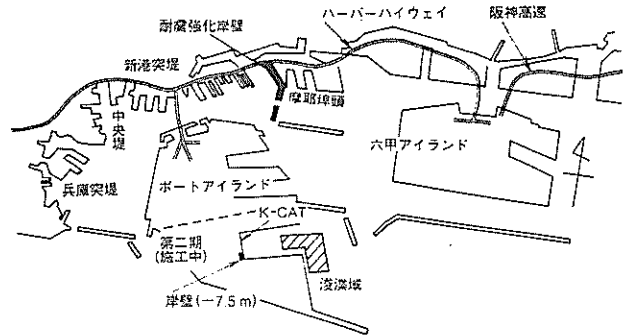 ハーバーハイウェイ
阪神高速
耐腐強化岸壁
新港突堤
摩耶埠頭
中央堤
六甲アイランド
兵庫突堤
ポートアイランド
K-CAT
第二期
(施工中)
浚渫域
岸壁(−7.5m)